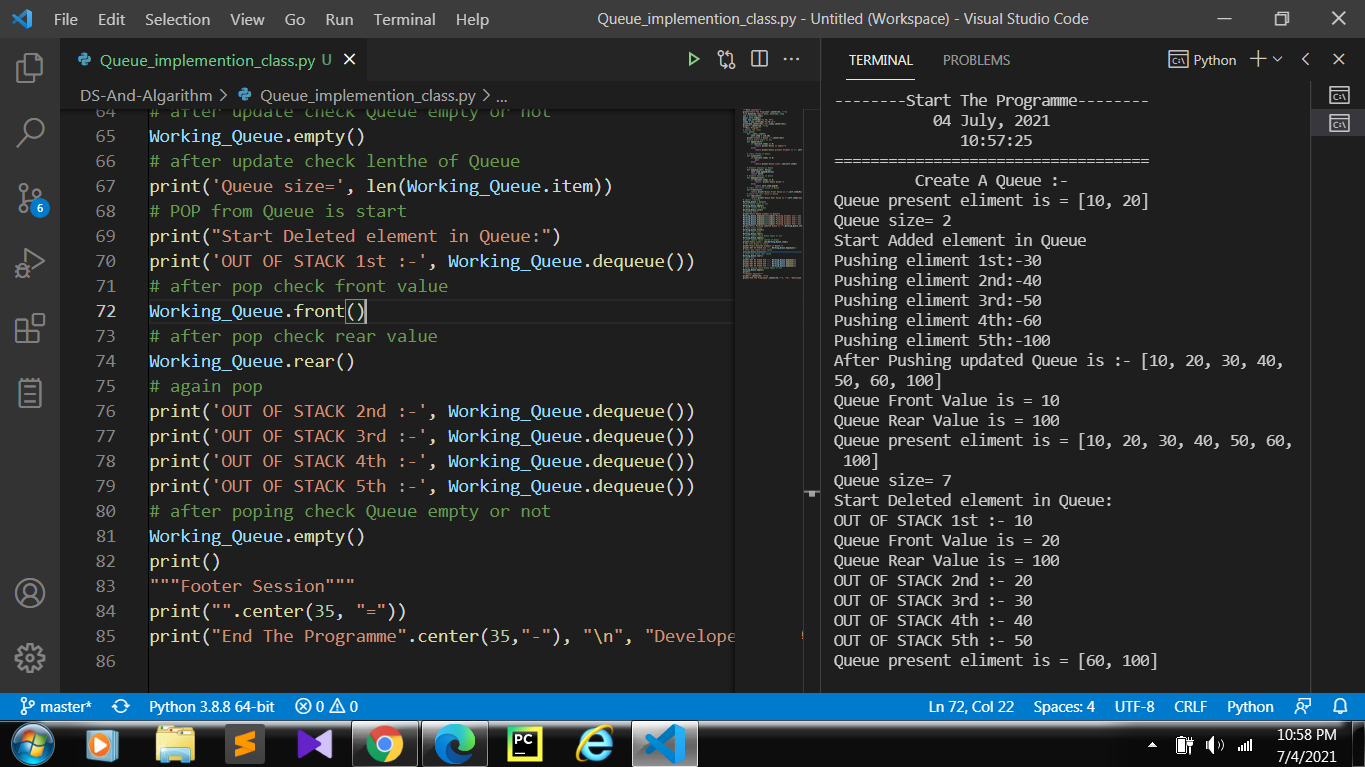 File Edit Selection View Go Run Terminal Help Queue_implemention_class.py - Untitled (Workspace) - Visual Studio Code
Queue_implemention_class.py U
DS-And-Algarithm > Queue_implemention_class.py > ...
64 # after update check Queue empty or not
65 Working_Queue.empty()
66 # after update check lenthe of Queue
67 print('Queue size=', len(Working_Queue.item))
68 # POP from Queue is start
69 print("Start Deleted element in Queue:")
70 print('OUT OF STACK 1st :-', Working_Queue.dequeue())
71 # after pop check front value
72 Working_Queue.front()
73 # after pop check rear value
74 Working_Queue.rear()
75 # again pop
76 print('OUT OF STACK 2nd :-', Working_Queue.dequeue())
77 print('OUT OF STACK 3rd :-', Working_Queue.dequeue())
78 print('OUT OF STACK 4th :-', Working_Queue.dequeue())
79 print('OUT OF STACK 5th :-', Working_Queue.dequeue())
80 # after poping check Queue empty or not
81 Working_Queue.empty()
82 print()
83 """Footer Session"""
84 print("".center(35, "="))
85 print("End The Programme".center(35,"-"), "\n", "Develope
86
TERMINAL PROBLEMS Python
--------Start The Programme--------
04 July, 2021
10:57:25
===================================
Create A Queue :-
Queue present eliment is = [10, 20]
Queue size= 2
Start Added element in Queue
Pushing eliment 1st:-30
Pushing eliment 2nd:-40
Pushing eliment 3rd:-50
Pushing eliment 4th:-60
Pushing eliment 5th:-100
After Pushing updated Queue is :- [10, 20, 30, 40,
50, 60, 100]
Queue Front Value is = 10
Queue Rear Value is = 100
Queue present eliment is = [10, 20, 30, 40, 50, 60,
100]
Queue size= 7
Start Deleted element in Queue:
OUT OF STACK 1st :- 10
Queue Front Value is = 20
Queue Rear Value is = 100
OUT OF STACK 2nd :- 20
OUT OF STACK 3rd :- 30
OUT OF STACK 4th :- 40
OUT OF STACK 5th :- 50
Queue present eliment is = [60, 100]
6
master* Python 3.8.8 64-bit 0 0 Ln 72, Col 22 Spaces: 4 UTF-8 CRLF Python
PC
10:58 PM
7/4/2021